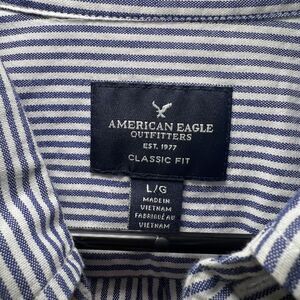 AMERICAN EAGLE
OUTFITTERS
EST. 1977
CLASSIC FIT
L/G
MADE IN
VIETNAM
FABRIQUÉ AU
VIETNAM